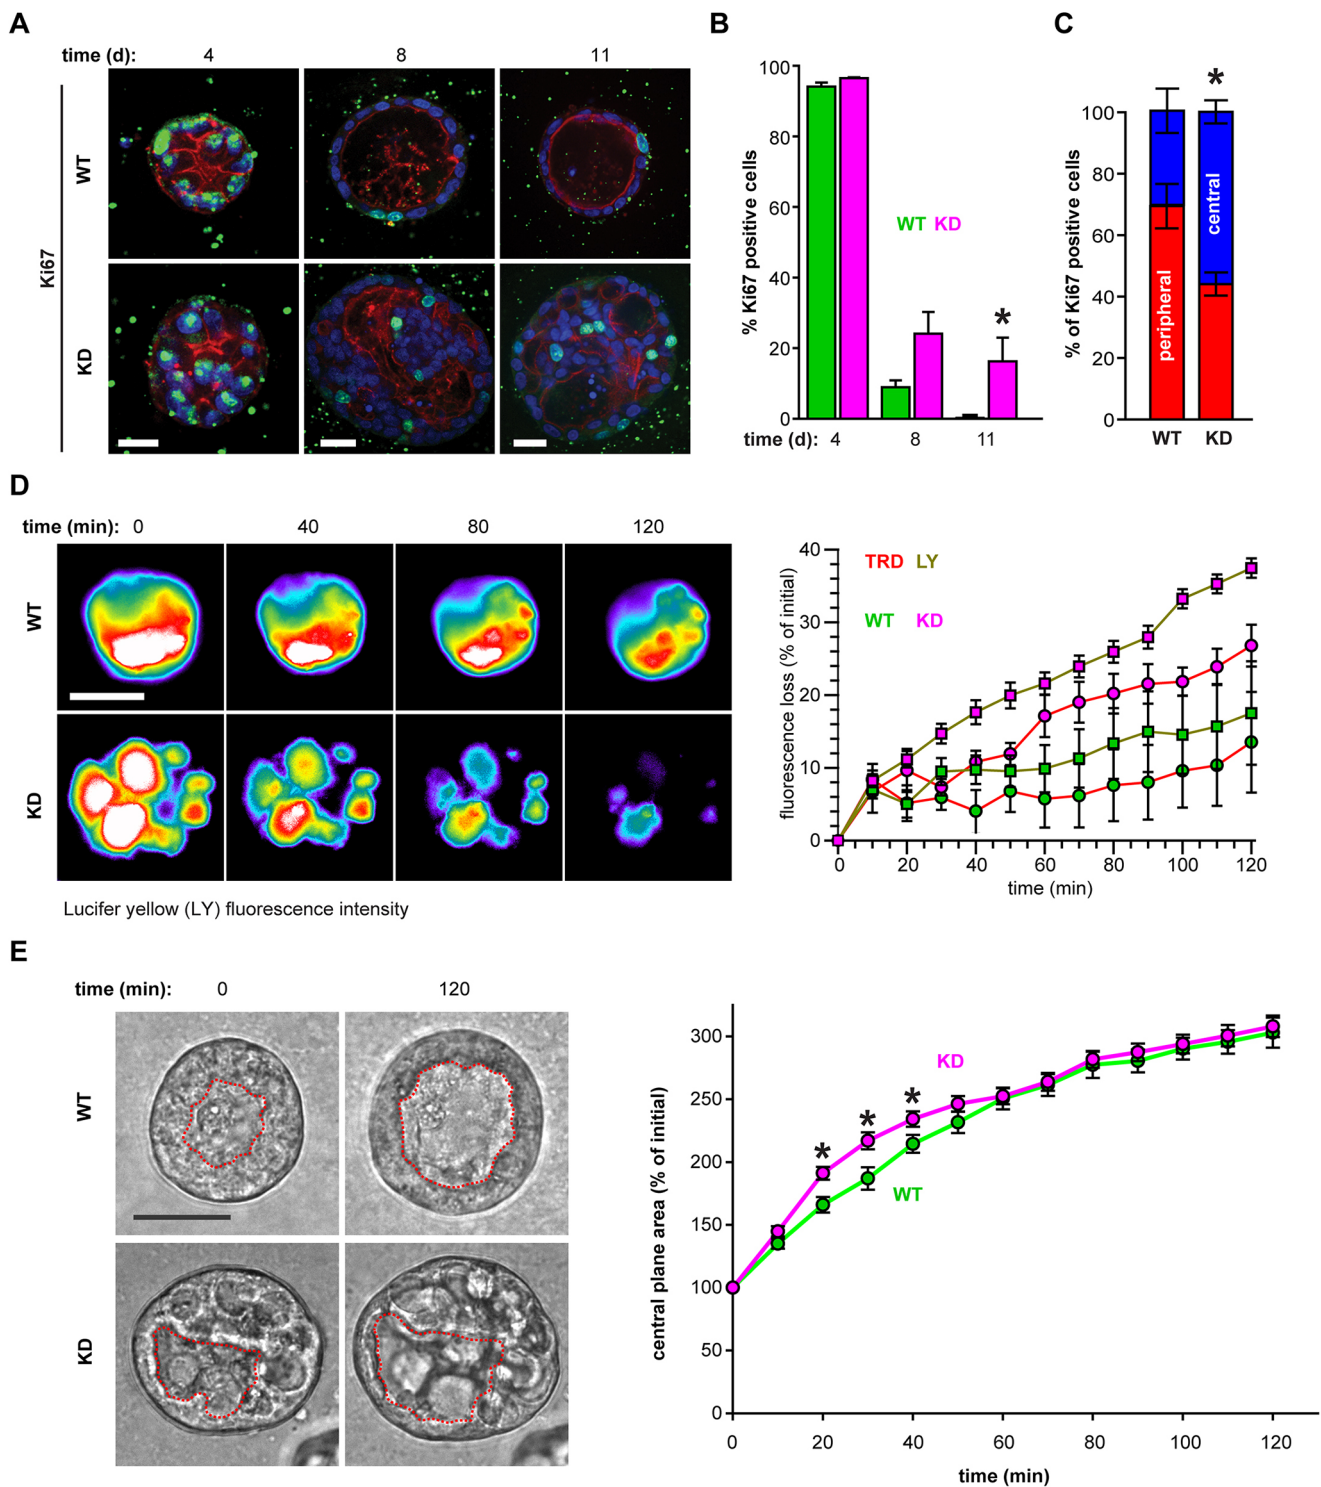 A
time (d): 4 8 11
WT
Ki67
KD
B
% Ki67 positive cells
100
80
60
40
20
0
WT KD
*
time (d): 4 8 11
C
% of Ki67 positive cells
100
80
60
40
20
0
*
peripheral
central
WT KD
D
time (min): 0 40 80 120
WT
KD
Lucifer yellow (LY) fluorescence intensity
fluorescence loss (% of initial)
40
30
20
10
0
TRD LY
WT KD
0 20 40 60 80 100 120
time (min)
E
time (min): 0 120
WT
KD
central plane area (% of initial)
300
250
200
150
100
50
0
KD
* * *
WT
0 20 40 60 80 100 120
time (min)